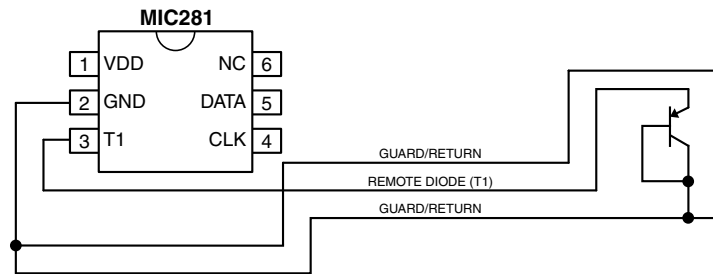 MIC281
1 VDD NC 6
2 GND DATA 5
3 T1 CLK 4
GUARD/RETURN
REMOTE DIODE (T1)
GUARD/RETURN